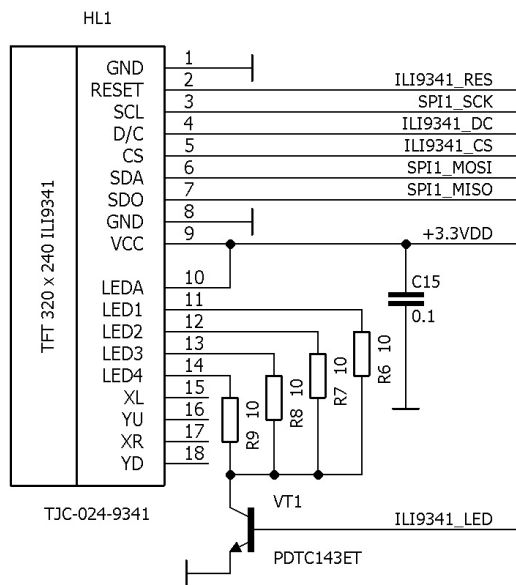 HL1
TFT 320 x 240 ILI9341
GND 1
RESET 2 ILI9341_RES
SCL 3 SPI1_SCK
D/C 4 ILI9341_DC
CS 5 ILI9341_CS
SDA 6 SPI1_MOSI
SDO 7 SPI1_MISO
GND 8
VCC 9 +3.3VDD
LEDA 10
LED1 11
LED2 12
LED3 13
LED4 14
XL 15
YU 16
XR 17
YD 18
C15
0.1
R9 10
R8 10
R7 10
R6 10
TJC-024-9341
VT1
ILI9341_LED
PDTC143ET